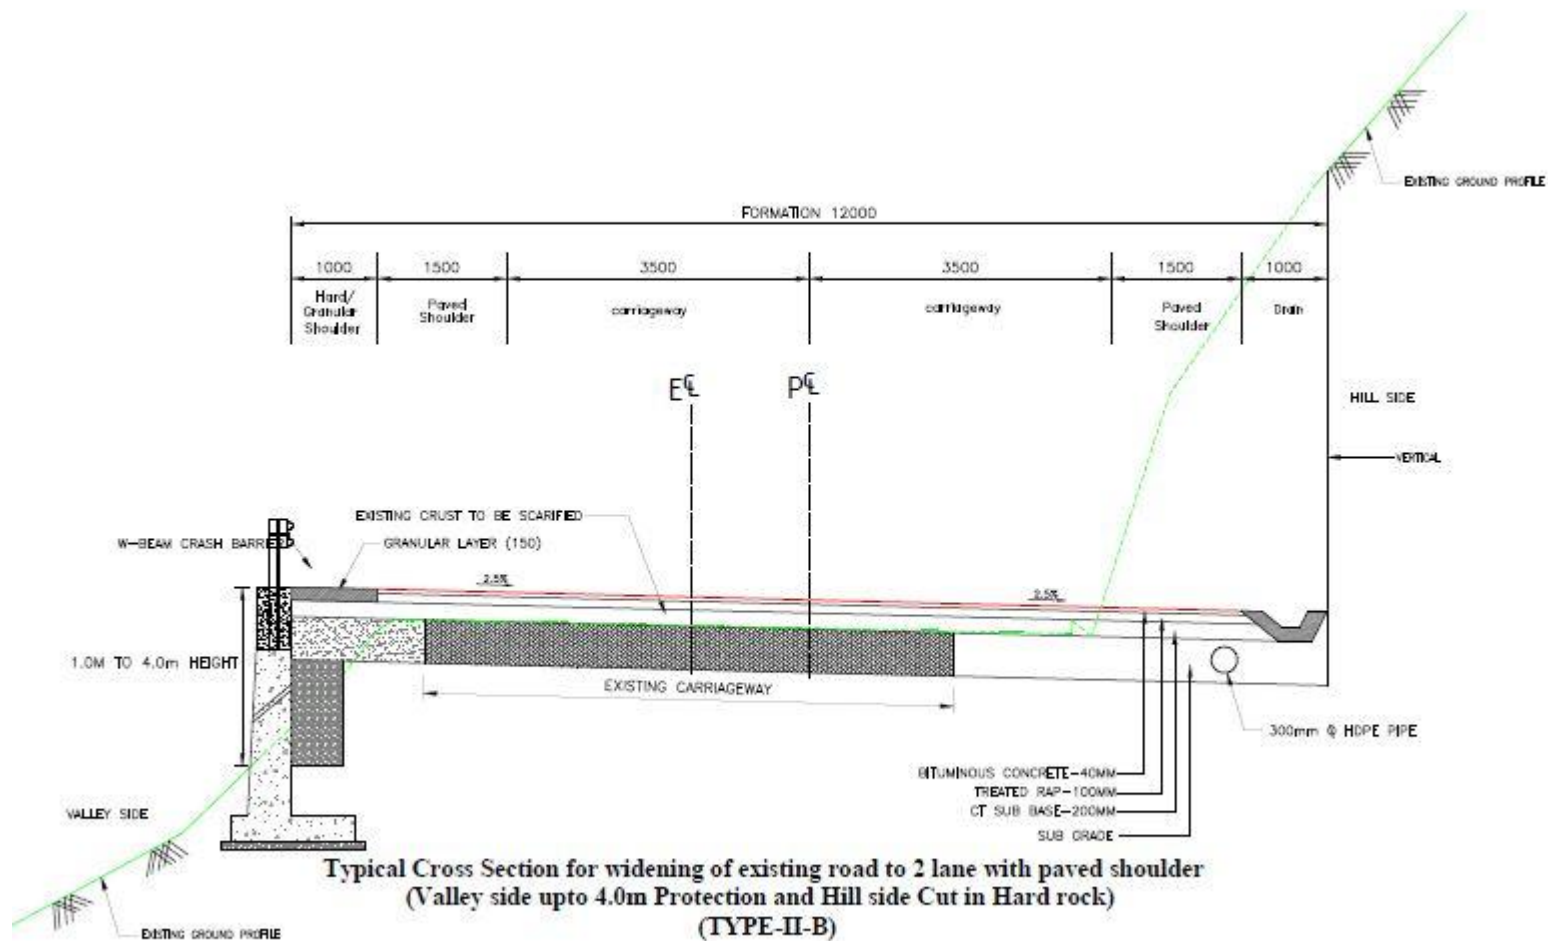 EXISTING GROUND PROFILE
FORMATION 12000
1000
1500
3500
3500
1500
1000
Hard/
Granular
Shoulder
Paved
Shoulder
carriageway
carriageway
Paved
Shoulder
Drain
E℄
P℄
HILL SIDE
VERTICAL
EXISTING CRUST TO BE SCARIFIED
W-BEAM CRASH BARRIER
GRANULAR LAYER (150)
2.5%
2.5%
1.0M TO 4.0m HEIGHT
EXISTING CARRIAGEWAY
300mm Φ HDPE PIPE
BITUMINOUS CONCRETE-40MM
TREATED RAP-100MM
CT SUB BASE-200MM
SUB GRADE
VALLEY SIDE
Typical Cross Section for widening of existing road to 2 lane with paved shoulder
(Valley side upto 4.0m Protection and Hill side Cut in Hard rock)
(TYPE-II-B)
EXISTING GROUND PROFILE